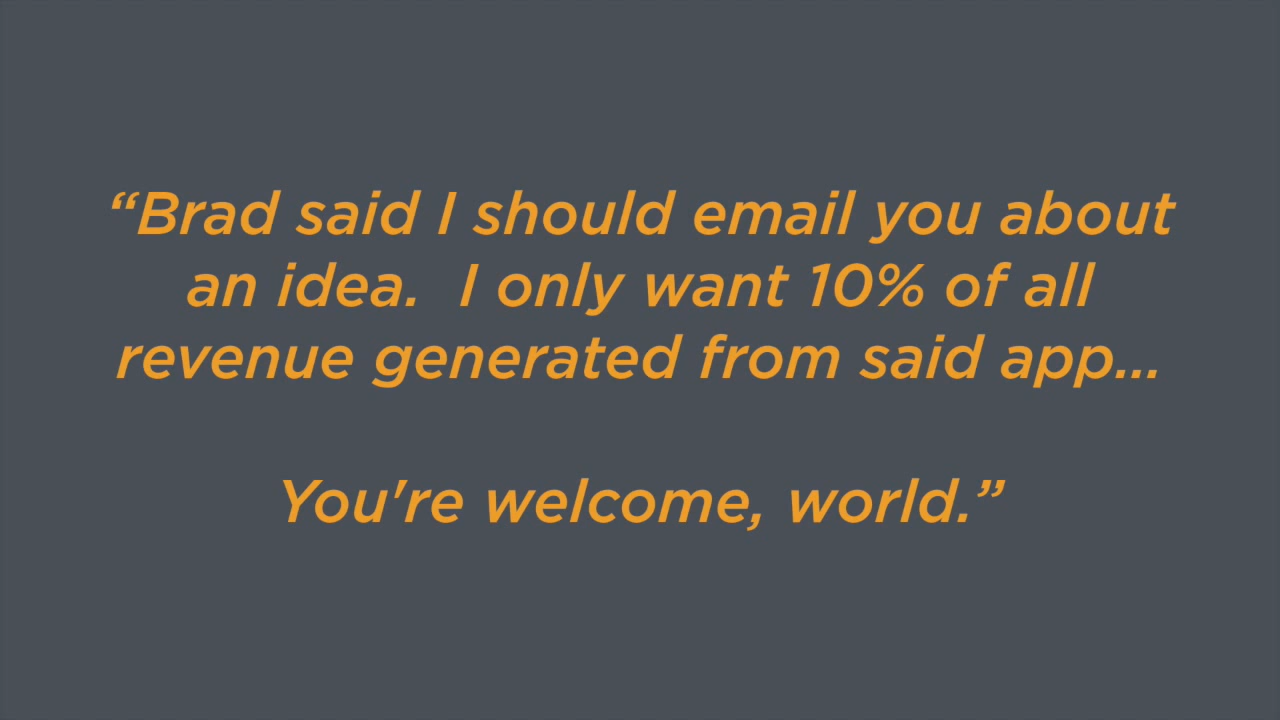 “Brad said I should email you about
an idea.  I only want 10% of all
revenue generated from said app...
You're welcome, world.”